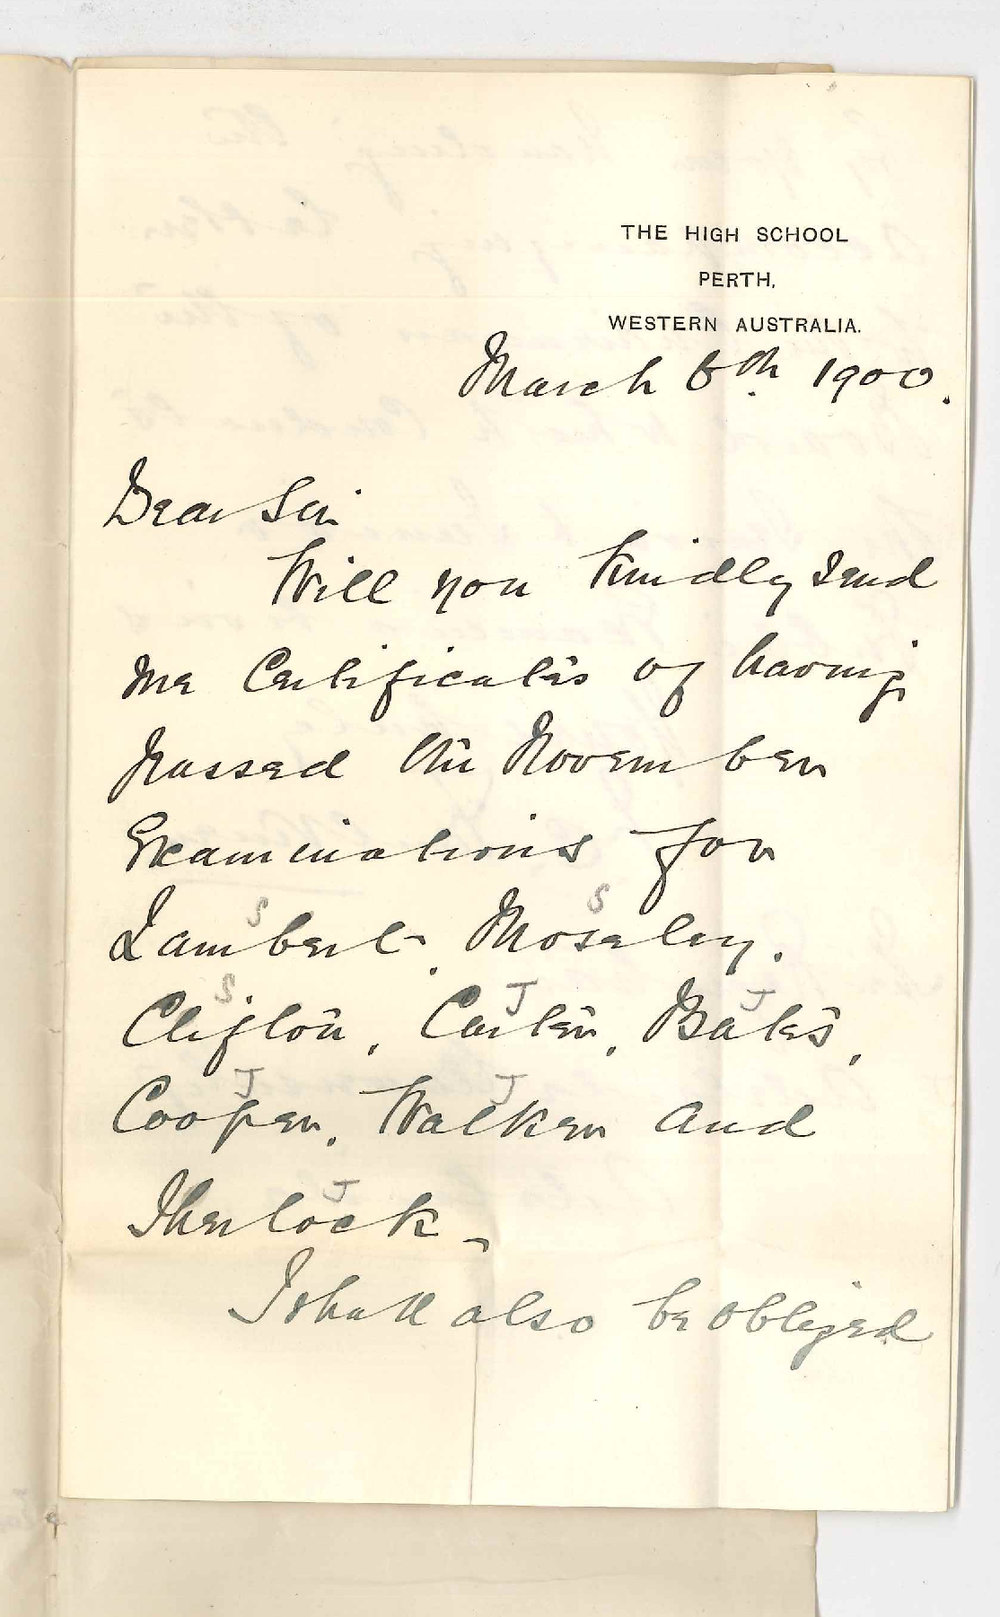 THE HIGH SCHOOL
PERTH,
WESTERN AUSTRALIA.
March 6th. 1900.
Dear Sir
Will you kindly send
me Certificates of having
passed the November
Examinations for
S S
Lambert, Moseley.
S J J
Clifton, Carter, Bates,
J J
Cooper, Walker and
J
Sherlock -
I shall also be obliged